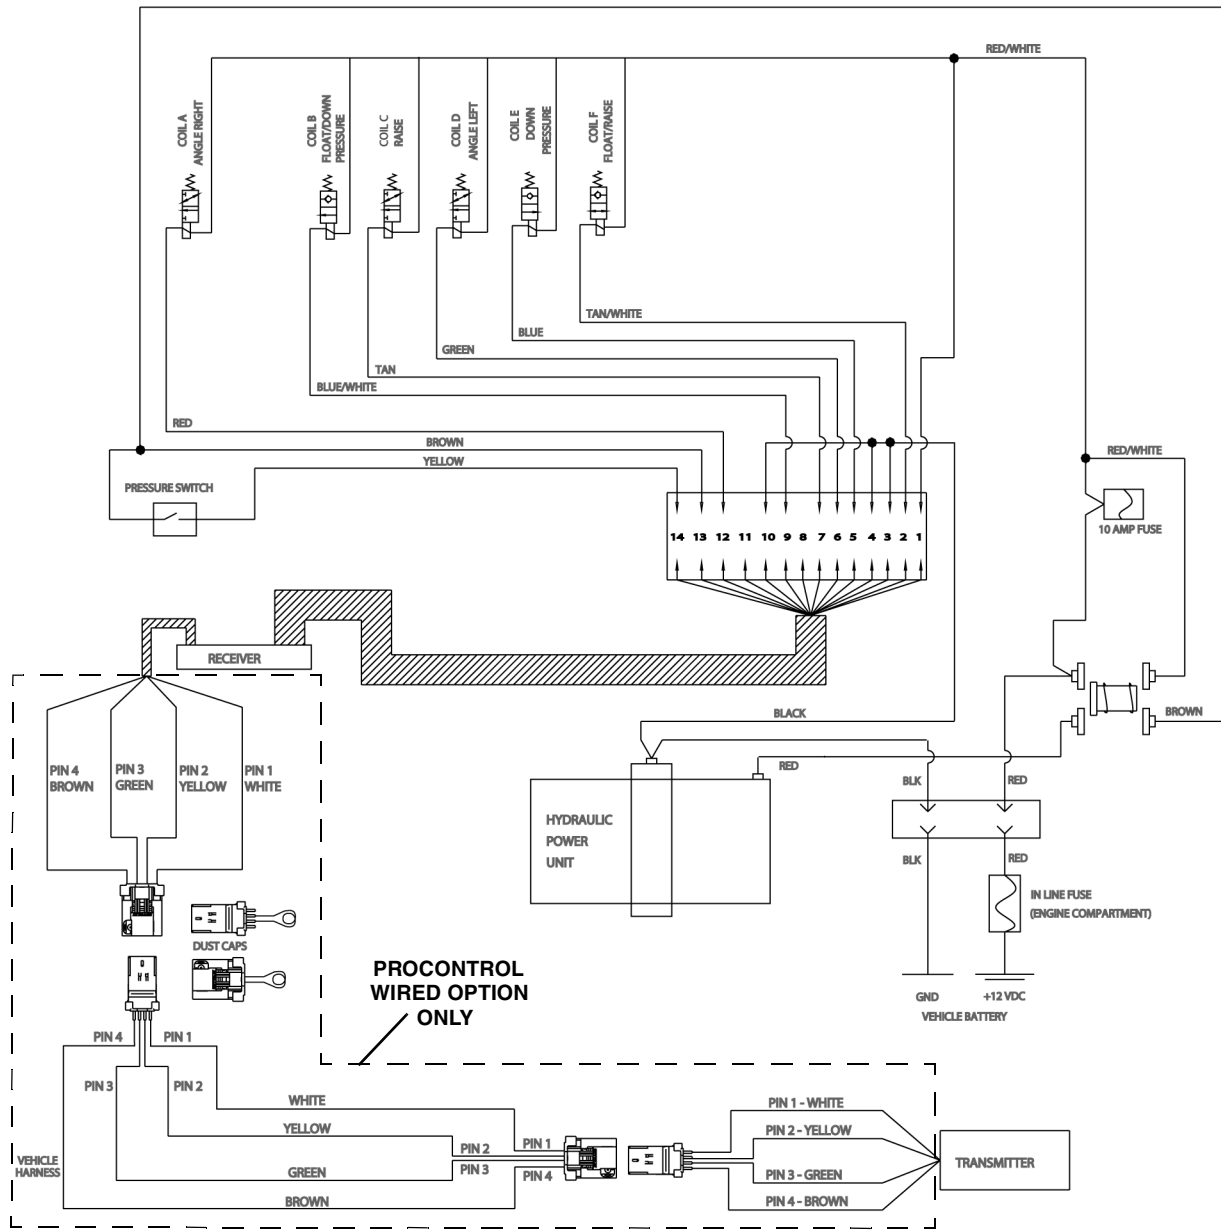 RED/WHITE
COIL A
ANGLE RIGHT
COIL B
FLOAT/DOWN
PRESSURE
COIL C
RAISE
COIL D
ANGLE LEFT
COIL E
DOWN
PRESSURE
COIL F
FLOAT/RAISE
TAN/WHITE
BLUE
GREEN
TAN
BLUE/WHITE
RED
BROWN
YELLOW
RED/WHITE
PRESSURE SWITCH
10 AMP FUSE
14 13 12 11 10 9 8 7 6 5 4 3 2 1
RECEIVER
BLACK
BROWN
RED
PIN 4
BROWN
PIN 3
GREEN
PIN 2
YELLOW
PIN 1
WHITE
BLK
RED
HYDRAULIC
POWER
UNIT
BLK
RED
IN LINE FUSE
(ENGINE COMPARTMENT)
DUST CAPS
PROCONTROL
WIRED OPTION
ONLY
GND
+12 VDC
VEHICLE BATTERY
PIN 4
PIN 1
PIN 3
PIN 2
WHITE
YELLOW
GREEN
BROWN
VEHICLE
HARNESS
PIN 1
PIN 2
PIN 3
PIN 4
PIN 1 - WHITE
PIN 2 - YELLOW
PIN 3 - GREEN
PIN 4 - BROWN
TRANSMITTER